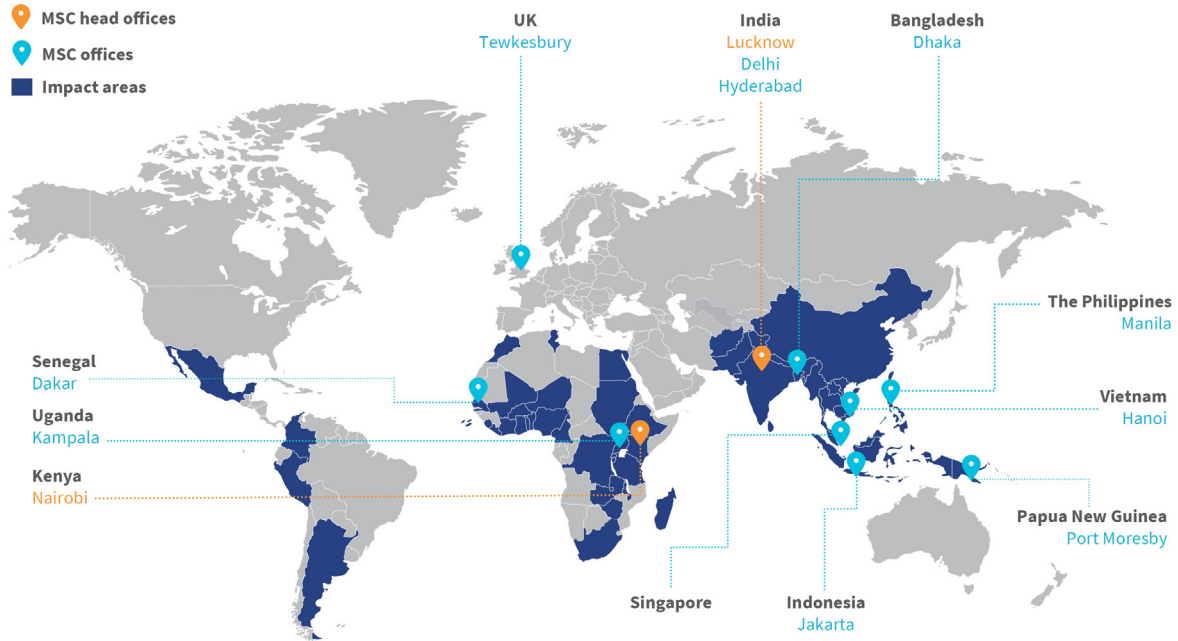 MSC head offices
MSC offices
Impact areas
UK
Tewkesbury
India
Lucknow
Delhi
Hyderabad
Bangladesh
Dhaka
The Philippines
Manila
Senegal
Dakar
Vietnam
Hanoi
Uganda
Kampala
Kenya
Nairobi
Papua New Guinea
Port Moresby
Singapore
Indonesia
Jakarta